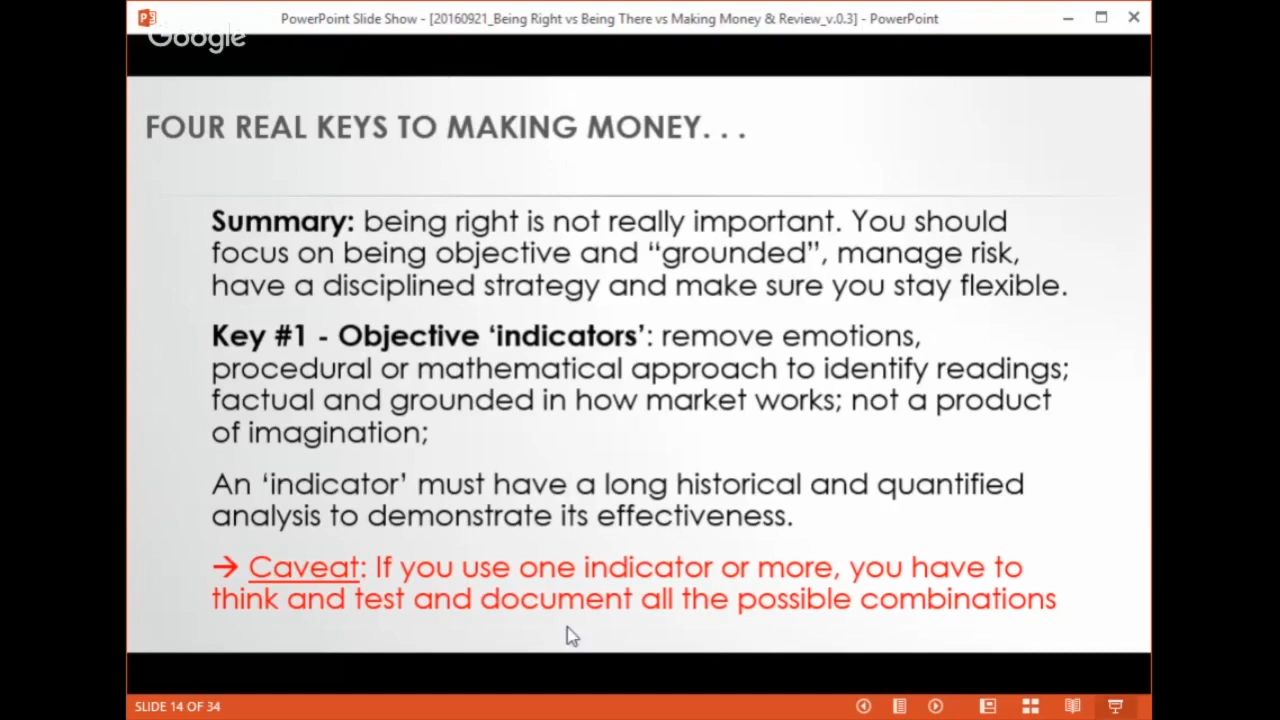 PowerPoint Slide Show - [20160921_Being Right vs Being There vs Making Money & Review_v.0.3] - PowerPoint
Google
FOUR REAL KEYS TO MAKING MONEY. . .
Summary: being right is not really important. You should
focus on being objective and “grounded”, manage risk,
have a disciplined strategy and make sure you stay flexible.
Key #1 - Objective ‘indicators’: remove emotions,
procedural or mathematical approach to identify readings;
factual and grounded in how market works; not a product
of imagination;
An ‘indicator’ must have a long historical and quantified
analysis to demonstrate its effectiveness.
→ Caveat: If you use one indicator or more, you have to
think and test and document all the possible combinations
SLIDE 14 OF 34